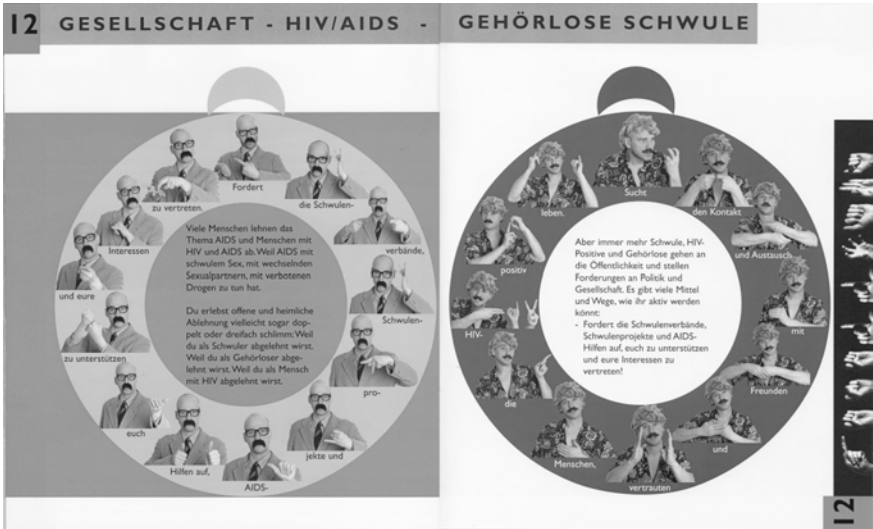 12 GESELLSCHAFT - HIV/AIDS - GEHÖRLOSE SCHWULE
Fordert
die Schwulen-
verbände,
Schwulen-
pro-
jekte und
AIDS-
Hilfen auf,
euch
zu unterstützen
und eure
Interessen
zu vertreten.
Viele Menschen lehnen das
Thema AIDS und Menschen mit
HIV und AIDS ab. Weil AIDS mit
schwulem Sex, mit wechselnden
Sexualpartnern, mit verbotenen
Drogen zu tun hat.
Du erlebst offene und heimliche
Ablehnung vielleicht sogar dop-
pelt oder dreifach schlimm: Weil
du als Schwuler abgelehnt wirst.
Weil du als Gehörloser abge-
lehnt wirst. Weil du als Mensch
mit HIV abgelehnt wirst.
Sucht
den Kontakt
und Austausch
mit
Freunden
und
vertrauten
Menschen,
die
HIV-
positiv
leben.
Aber immer mehr Schwule, HIV-
Positive und Gehörlose gehen an
die Öffentlichkeit und stellen
Forderungen an Politik und
Gesellschaft. Es gibt viele Mittel
und Wege, wie ihr aktiv werden
könnt:
- Fordert die Schwulenverbände,
Schwulenprojekte und AIDS-
Hilfen auf, euch zu unterstützen
und eure Interessen zu
vertreten!
12